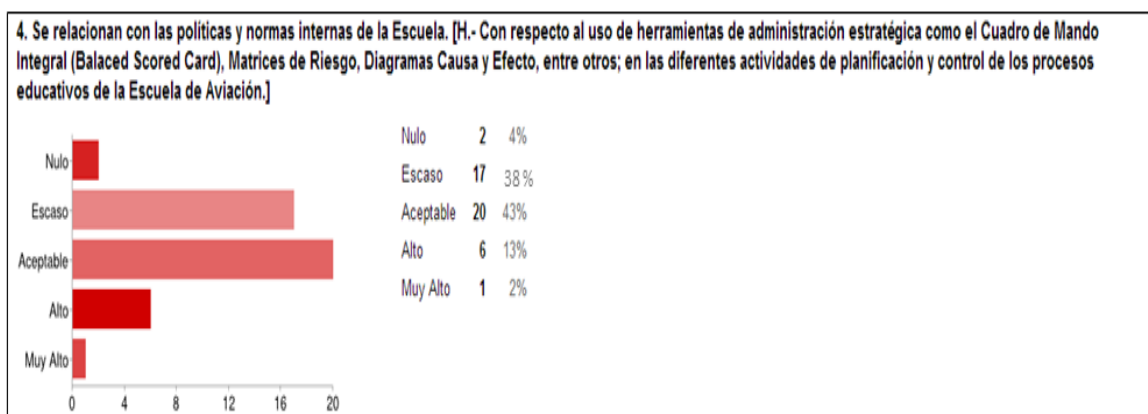 4. Se relacionan con las políticas y normas internas de la Escuela. [H.- Con respecto al uso de herramientas de administración estratégica como el Cuadro de Mando
Integral (Balaced Scored Card), Matrices de Riesgo, Diagramas Causa y Efecto, entre otros; en las diferentes actividades de planificación y control de los procesos
educativos de la Escuela de Aviación.]
Nulo
Escaso
Aceptable
Alto
Muy Alto
0 4 8 12 16 20
Nulo 2 4%
Escaso 17 38%
Aceptable 20 43%
Alto 6 13%
Muy Alto 1 2%